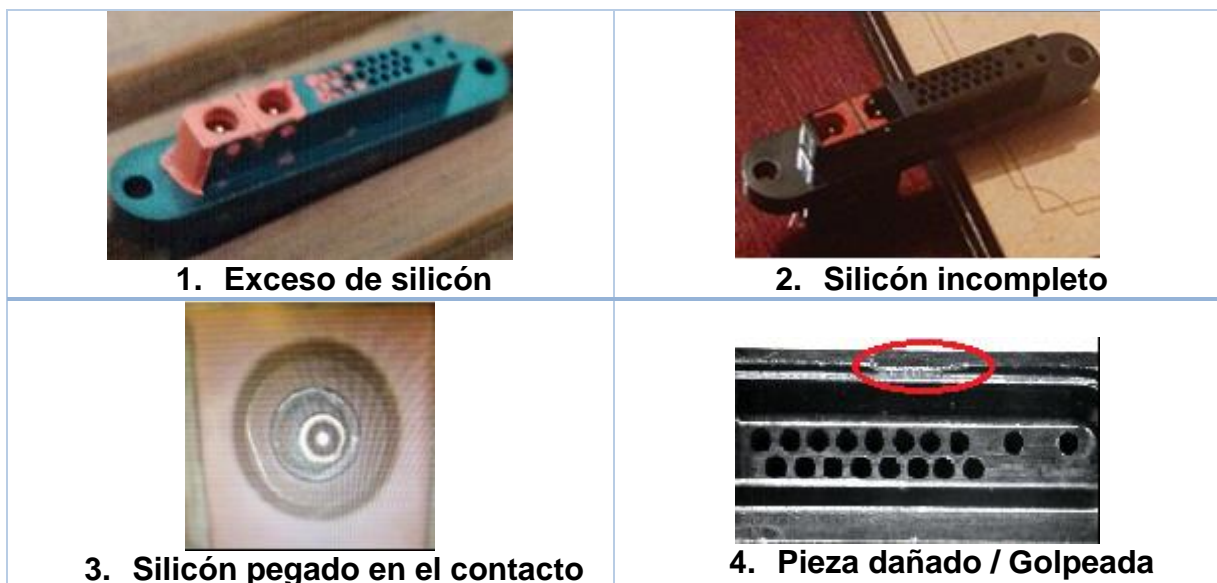 1. Exceso de silicón
2. Silicón incompleto
3. Silicón pegado en el contacto
4. Pieza dañado / Golpeada